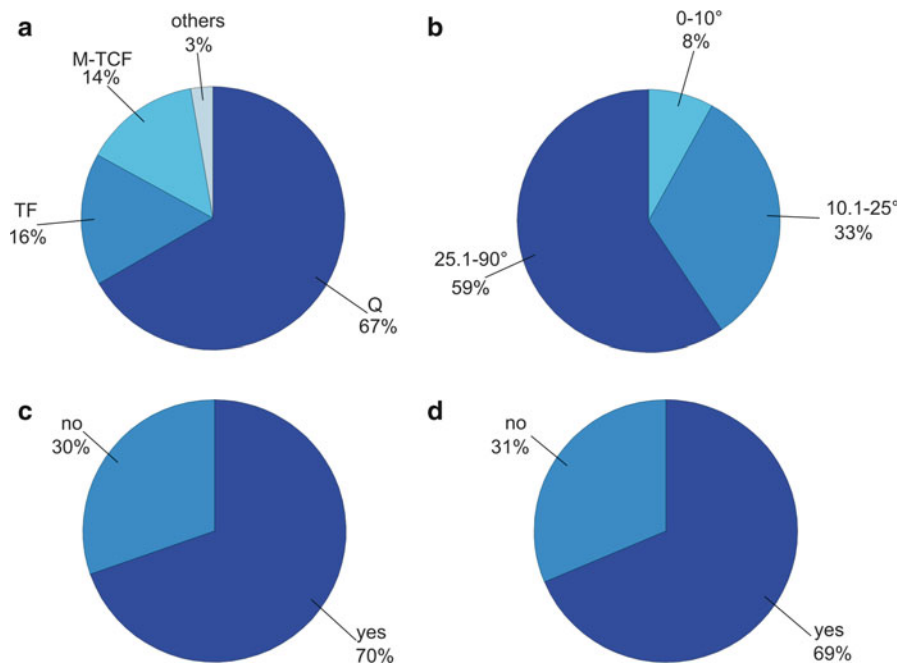 a
others
3%
M-TCF
14%
TF
16%
Q
67%
b
0-10°
8%
10.1-25°
33%
25.1-90°
59%
c
no
30%
yes
70%
d
no
31%
yes
69%